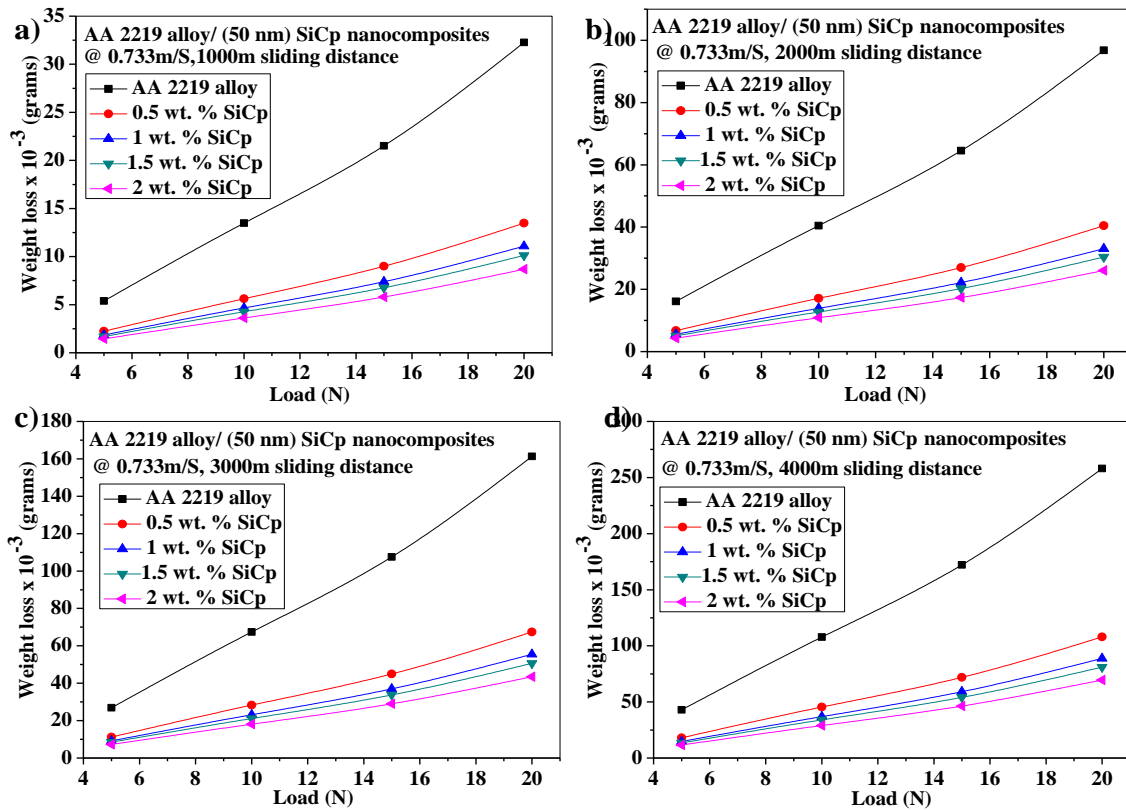 a)
AA 2219 alloy/ (50 nm) SiCp nanocomposites
@ 0.733m/S,1000m sliding distance
AA 2219 alloy
0.5 wt. % SiCp
1 wt. % SiCp
1.5 wt. % SiCp
2 wt. % SiCp
Weight loss x 10⁻³ (grams)
35
30
25
20
15
10
5
0
4 6 8 10 12 14 16 18 20
Load (N)
b)
AA 2219 alloy/ (50 nm) SiCp nanocomposites
@ 0.733m/S, 2000m sliding distance
AA 2219 alloy
0.5 wt. % SiCp
1 wt. % SiCp
1.5 wt. % SiCp
2 wt. % SiCp
Weight loss x 10⁻³ (grams)
100
80
60
40
20
0
4 6 8 10 12 14 16 18 20
Load (N)
c)
AA 2219 alloy/ (50 nm) SiCp nanocomposites
@ 0.733m/S, 3000m sliding distance
AA 2219 alloy
0.5 wt. % SiCp
1 wt. % SiCp
1.5 wt. % SiCp
2 wt. % SiCp
Weight loss x 10⁻³ (grams)
180
160
140
120
100
80
60
40
20
0
4 6 8 10 12 14 16 18 20
Load (N)
d)
AA 2219 alloy/ (50 nm) SiCp nanocomposites
@ 0.733m/S, 4000m sliding distance
AA 2219 alloy
0.5 wt. % SiCp
1 wt. % SiCp
1.5 wt. % SiCp
2 wt. % SiCp
Weight loss x 10⁻³ (grams)
300
250
200
150
100
50
0
4 6 8 10 12 14 16 18 20
Load (N)